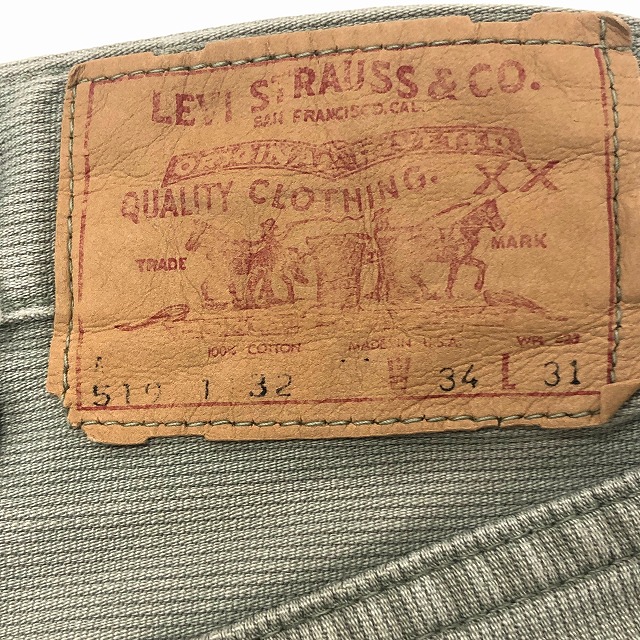 LEVI STRAUSS & CO.
SAN FRANCISCO, CAL.
QUALITY CLOTHING. XX
TRADE MARK
100% COTTON MADE IN U.S.A.
A
519 1 32 W 34 L 31